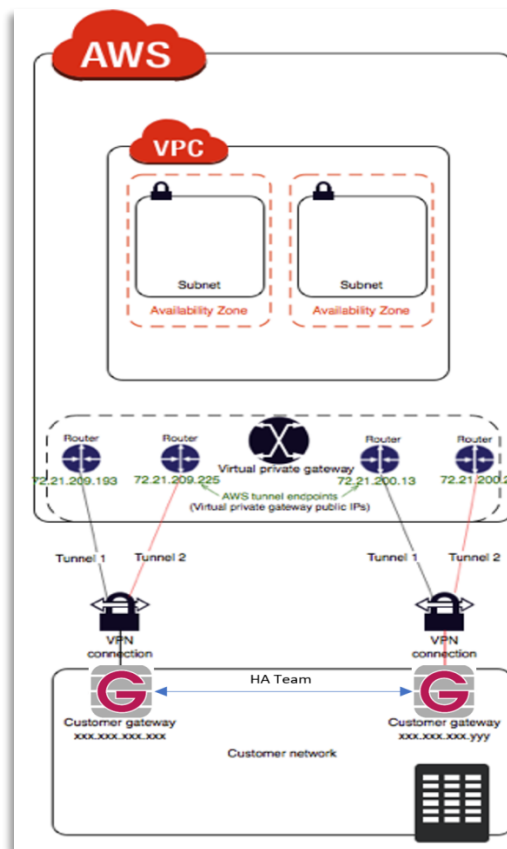 AWS
VPC
Subnet
Subnet
Availability Zone
Availability Zone
Router
Router
Router
Router
Virtual private gateway
72.21.209.193
72.21.209.225
72.21.200.13
AWS tunnel endpoints
(Virtual private gateway public IPs)
Tunnel 1
Tunnel 2
Tunnel 1
Tunnel 2
VPN
connection
VPN
connection
G
HA Team
G
Customer gateway
xxx.xxx.xxx.xxx
Customer gateway
xxx.xxx.xxx.yyy
Customer network